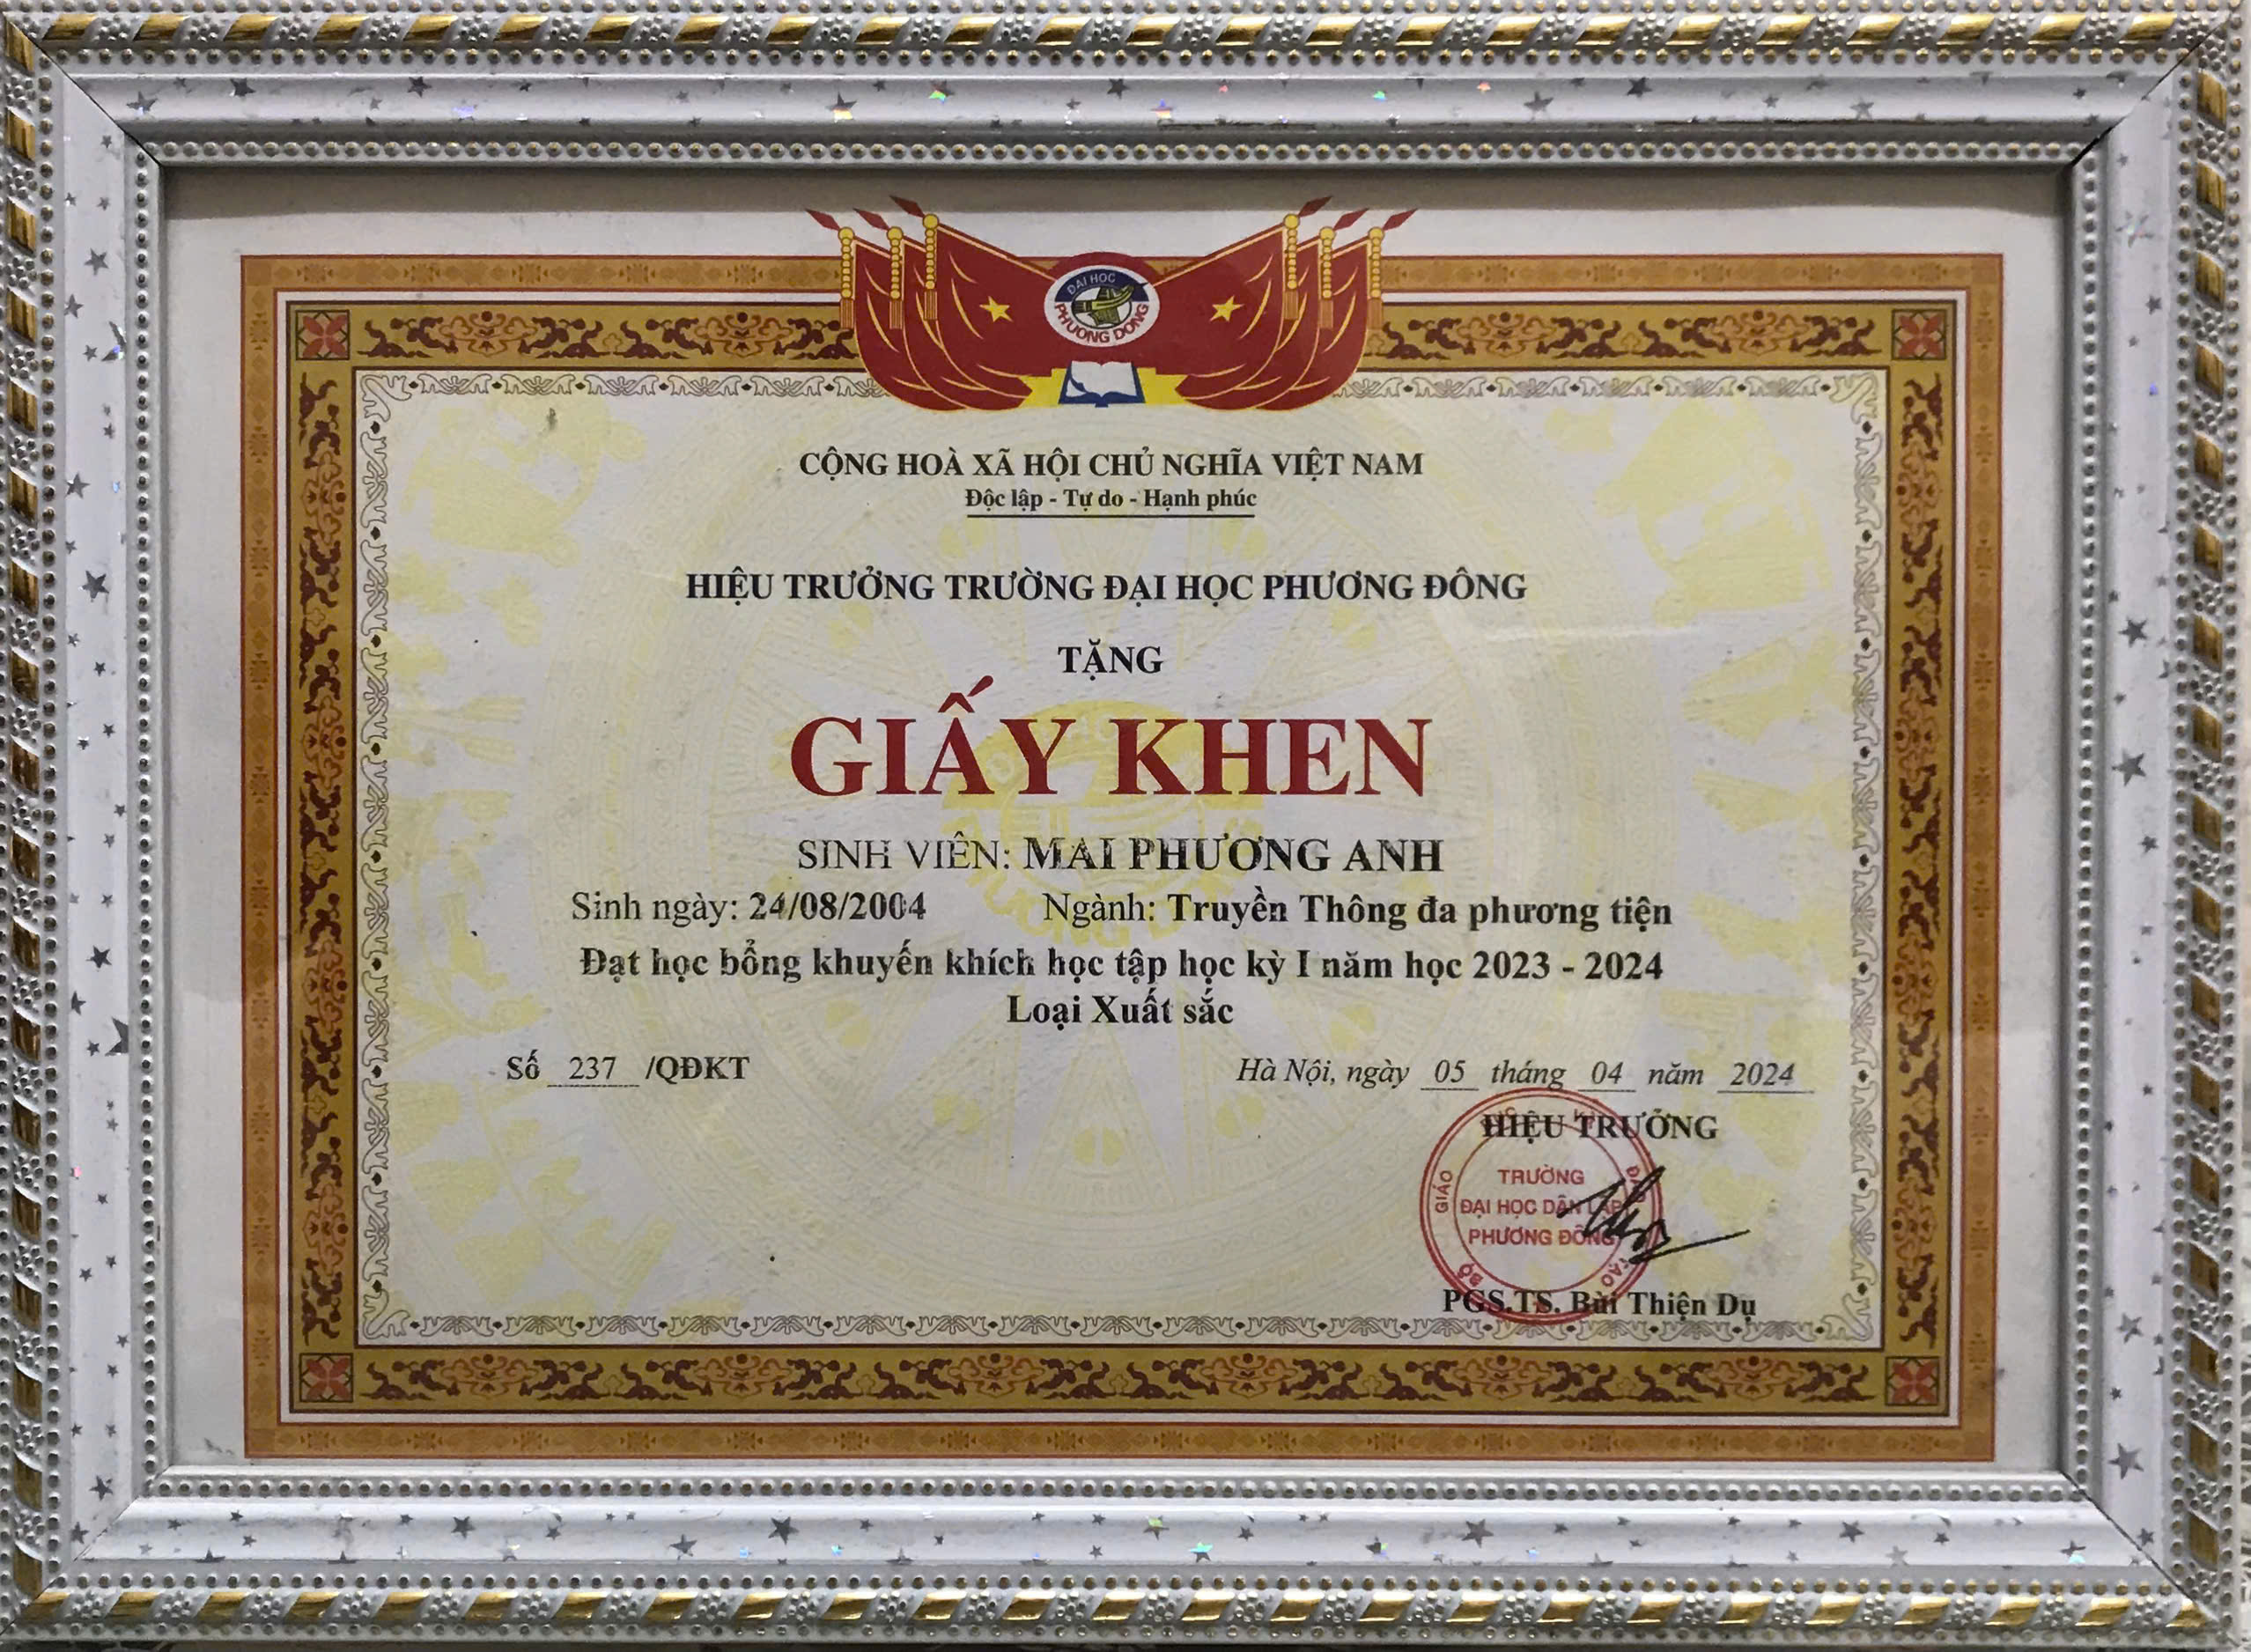 ĐẠI HỌC
PHƯƠNG ĐÔNG
CỘNG HOÀ XÃ HỘI CHỦ NGHĨA VIỆT NAM
Độc lập - Tự do - Hạnh phúc
HIỆU TRƯỞNG TRƯỜNG ĐẠI HỌC PHƯƠNG ĐÔNG
TẶNG
GIẤY KHEN
SINH VIÊN: MAI PHƯƠNG ANH
Sinh ngày: 24/08/2004 Ngành: Truyền Thông đa phương tiện
Đạt học bổng khuyến khích học tập học kỳ I năm học 2023 - 2024
Loại Xuất sắc
Số 237 /QĐKT
Hà Nội, ngày 05 tháng 04 năm 2024
HIỆU TRƯỞNG
BỘ GIÁO TẠO
TRƯỜNG
ĐẠI HỌC DÂN LẬP
PHƯƠNG ĐÔNG
PGS.TS. Bùi Thiện Dụ